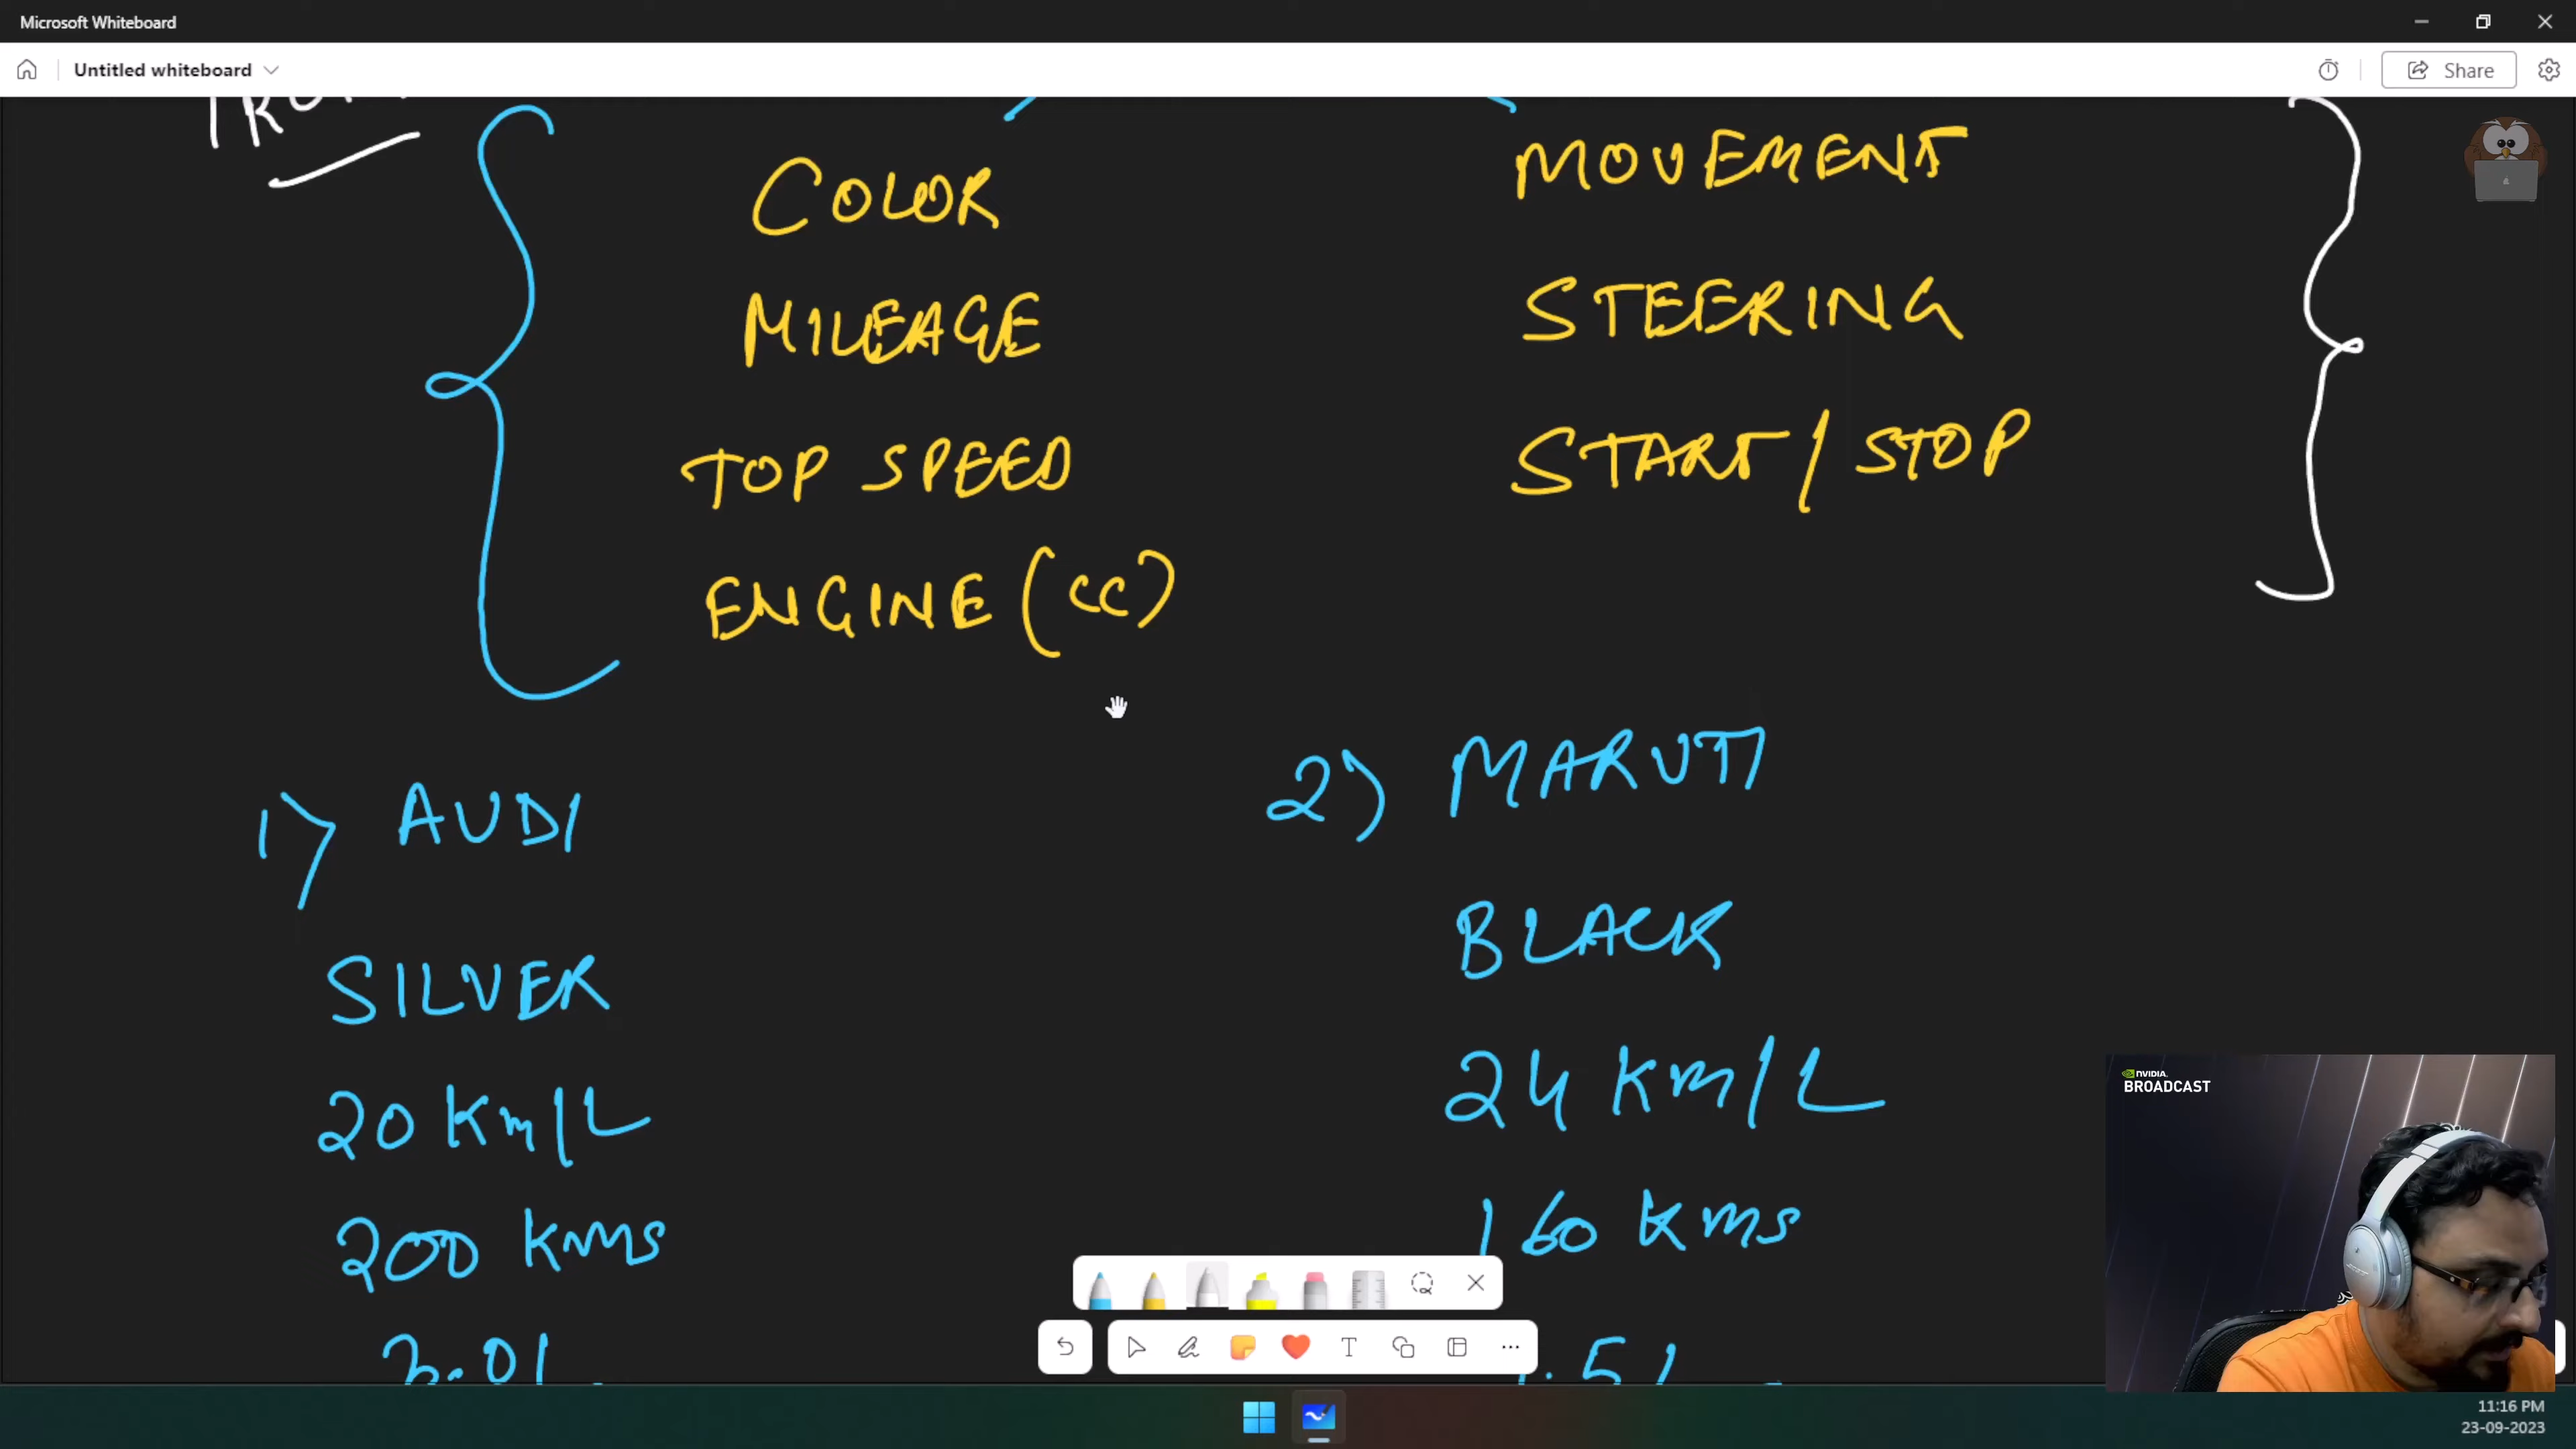 Microsoft Whiteboard
Untitled whiteboard
Share
COLOR
MILEAGE
TOP SPEED
ENGINE (CC)
MOVEMENT
STEERING
START / STOP
1) AUDI
SILVER
20 Km/L
200 Kms
2) MARUTI
BLACK
24 Km/L
160 Kms
NVIDIA.
BROADCAST
11:16 PM
23-09-2023